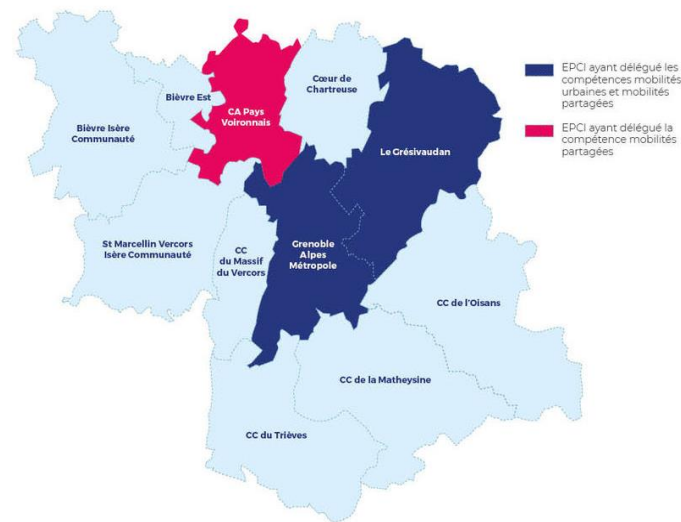 EPCI ayant délégué les
compétences mobilités
urbaines et mobilités
partagées
EPCI ayant délégué la
compétence mobilités
partagées
Cœur de
Chartreuse
Bièvre Est
CA Pays
Voironnais
Bièvre Isère
Communauté
Le Grésivaudan
St Marcellin Vercors
Isère Communauté
CC
du Massif
du Vercors
Grenoble
Alpes
Métropole
CC de l'Oisans
CC de la Matheysine
CC du Trièves